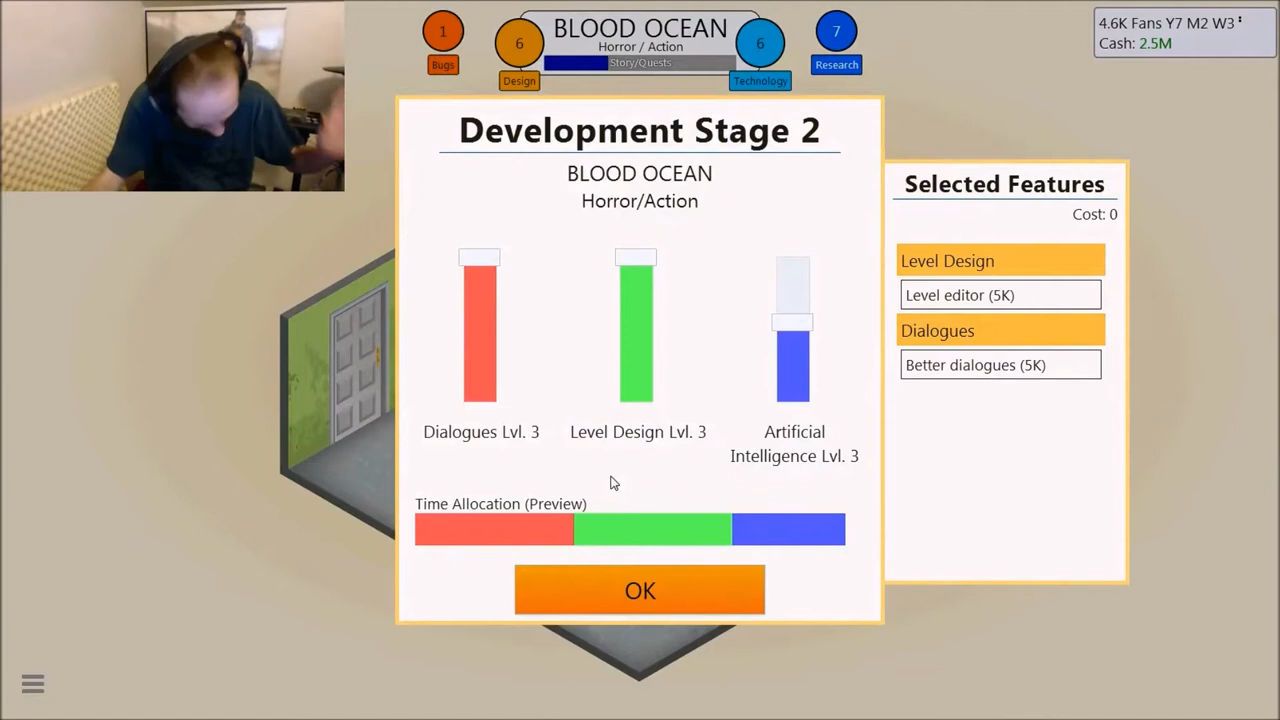 1
Bugs
6
Design
BLOOD OCEAN
Horror / Action
Story/Quests
6
Technology
7
Research
4.6K Fans Y7 M2 W3
Cash: 2.5M
Development Stage 2
BLOOD OCEAN
Horror/Action
Dialogues Lvl. 3
Level Design Lvl. 3
Artificial
Intelligence Lvl. 3
Time Allocation (Preview)
OK
Selected Features
Cost: 0
Level Design
Level editor (5K)
Dialogues
Better dialogues (5K)